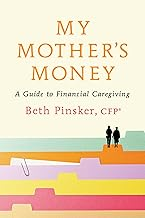 MY
MOTHER'S
MONEY
A Guide to Financial Caregiving
Beth Pinsker, CFP®